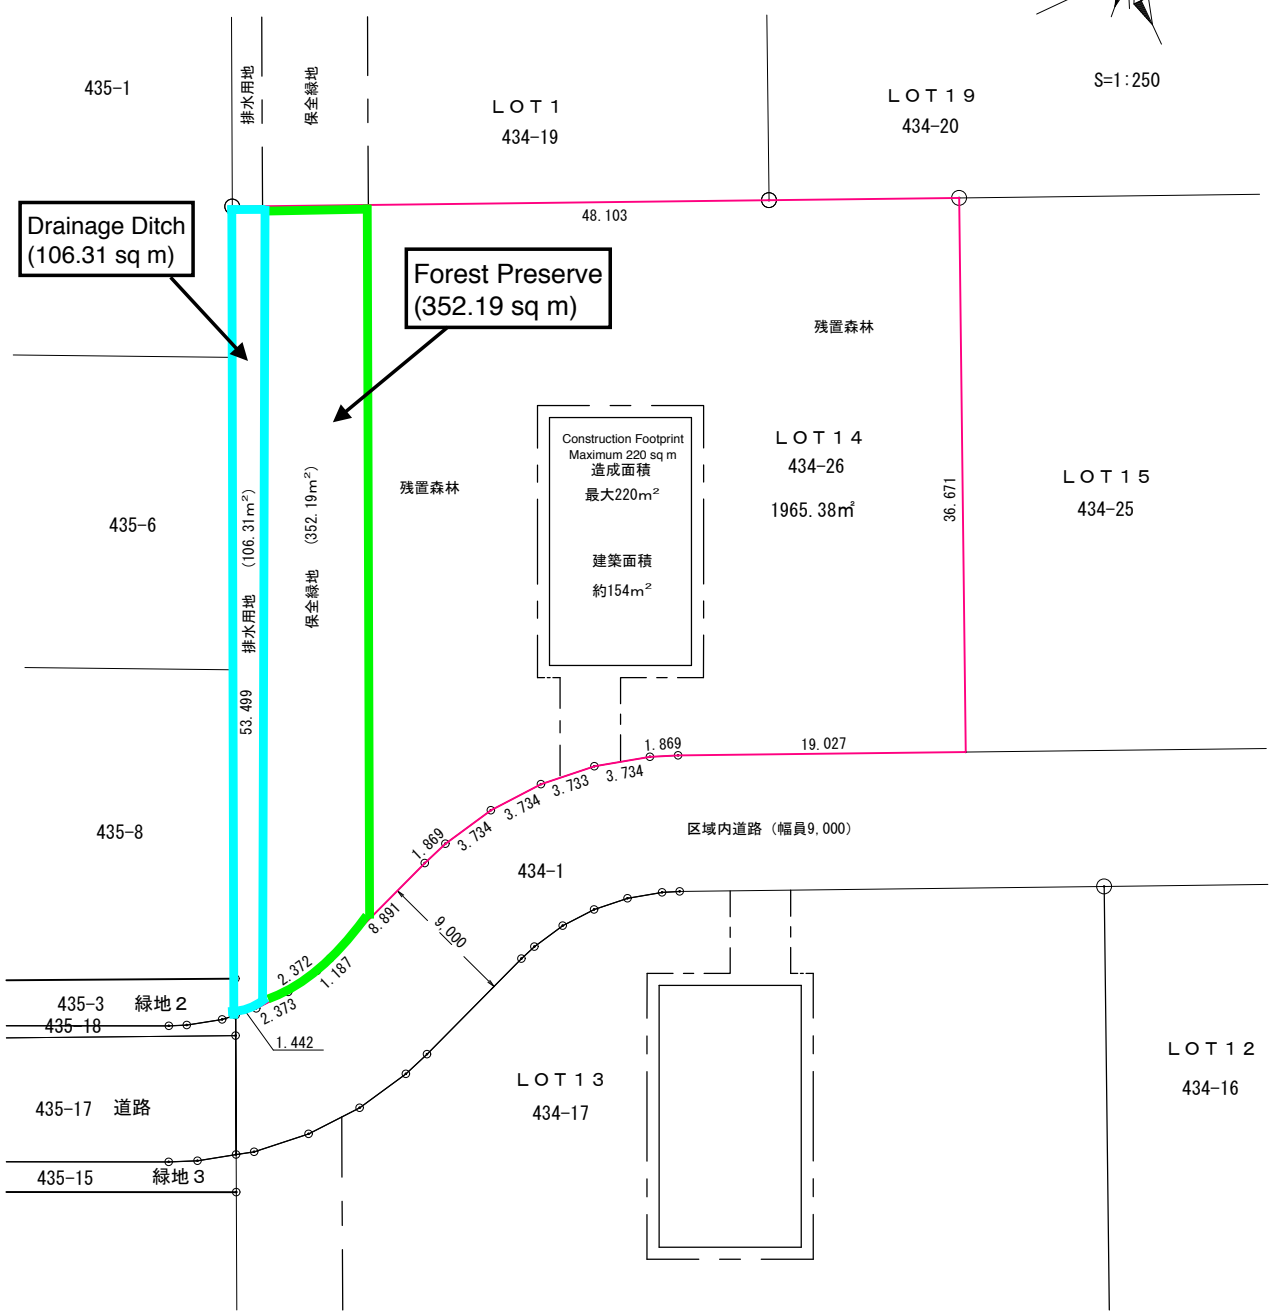 S=1:250
435-1
排水用地
保全緑地
LOT1
434-19
LOT19
434-20
48.103
Drainage Ditch
(106.31 sq m)
Forest Preserve
(352.19 sq m)
残置森林
残置森林
Construction Footprint
Maximum 220 sq m
造成面積
最大220m²
建築面積
約154m²
LOT14
434-26
1965.38㎡
36.671
LOT15
434-25
435-6
排水用地 (106.31m²)
保全緑地 (352.19m²)
53.499
435-8
1.869
19.027
3.734
3.733
3.734
3.734
1.869
8.891
9.000
区域内道路（幅員9,000）
434-1
2.372
1.187
2.373
1.442
435-3 緑地2
435-18
435-17 道路
435-15 緑地3
LOT13
434-17
LOT12
434-16